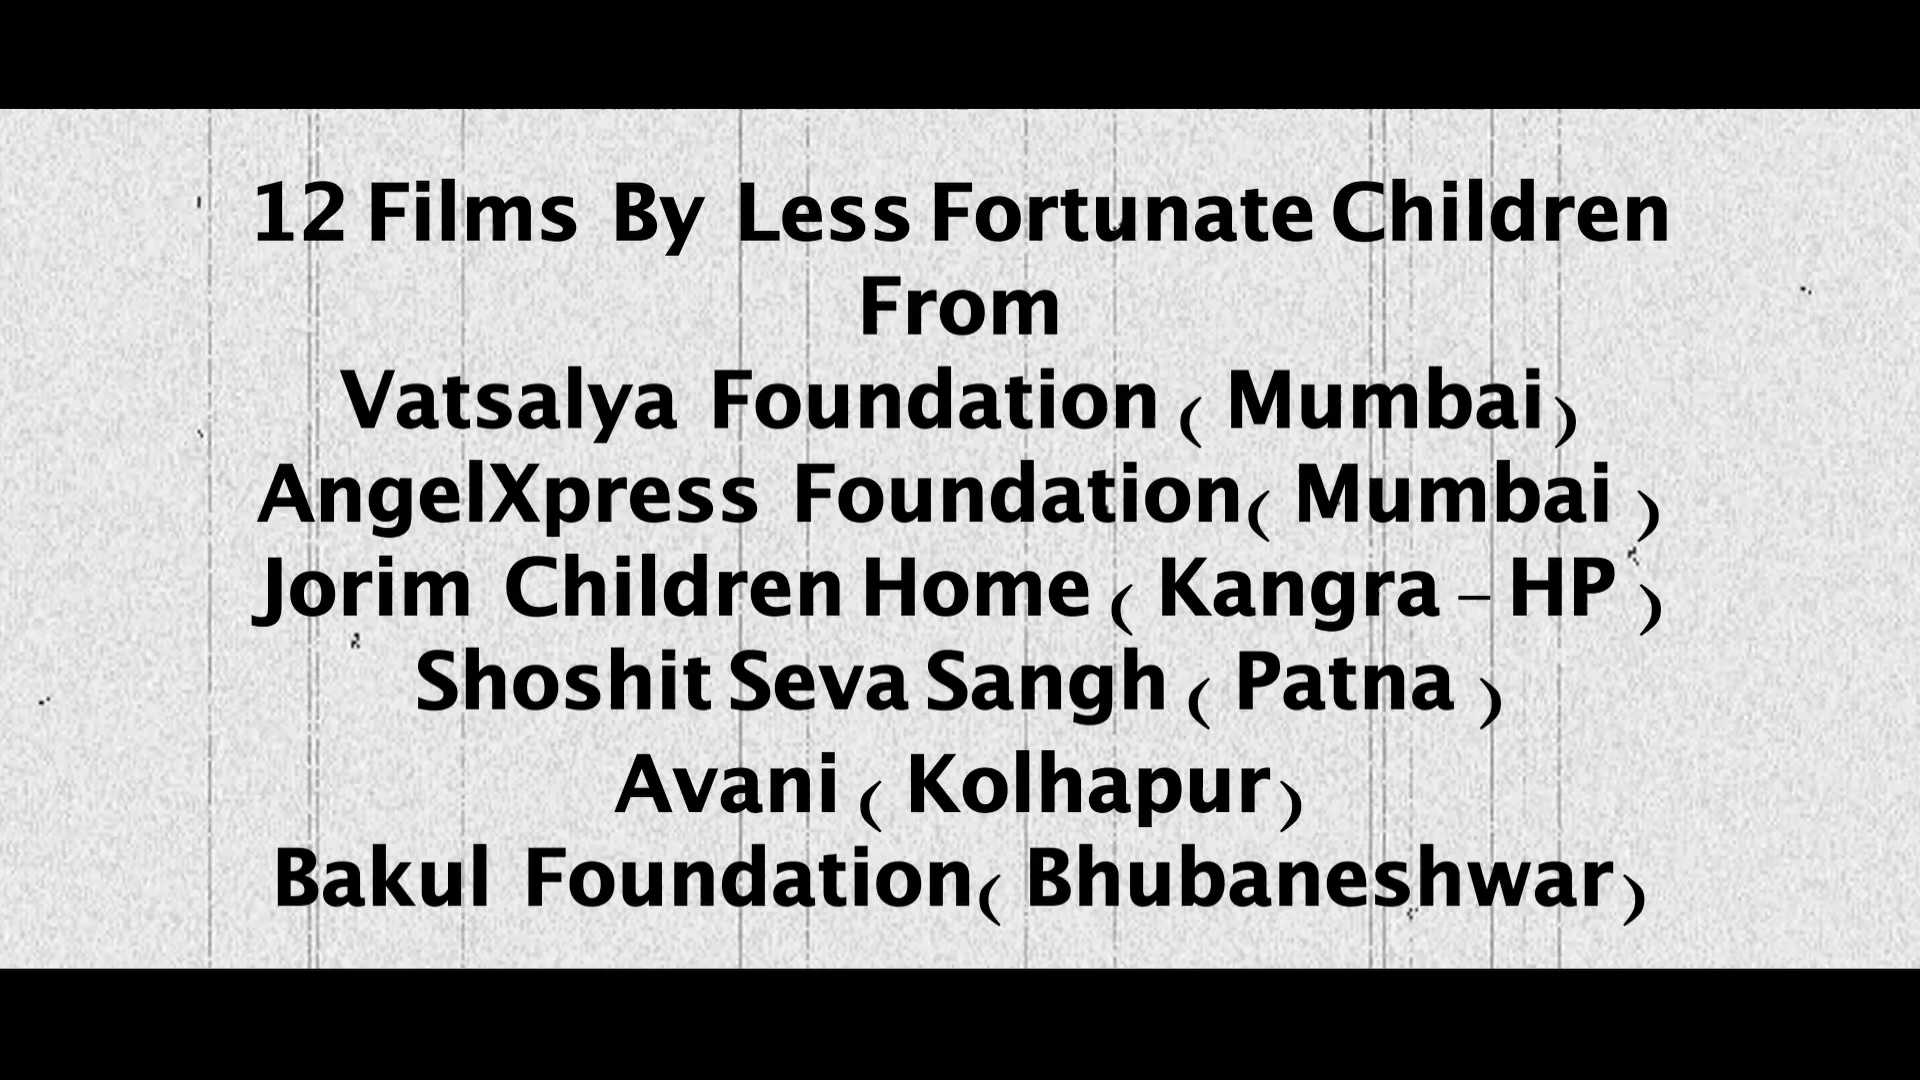 12 Films By Less Fortunate Children
From
Vatsalya Foundation ( Mumbai)
AngelXpress Foundation( Mumbai )
Jorim Children Home ( Kangra – HP )
Shoshit Seva Sangh ( Patna )
Avani ( Kolhapur)
Bakul Foundation( Bhubaneshwar)